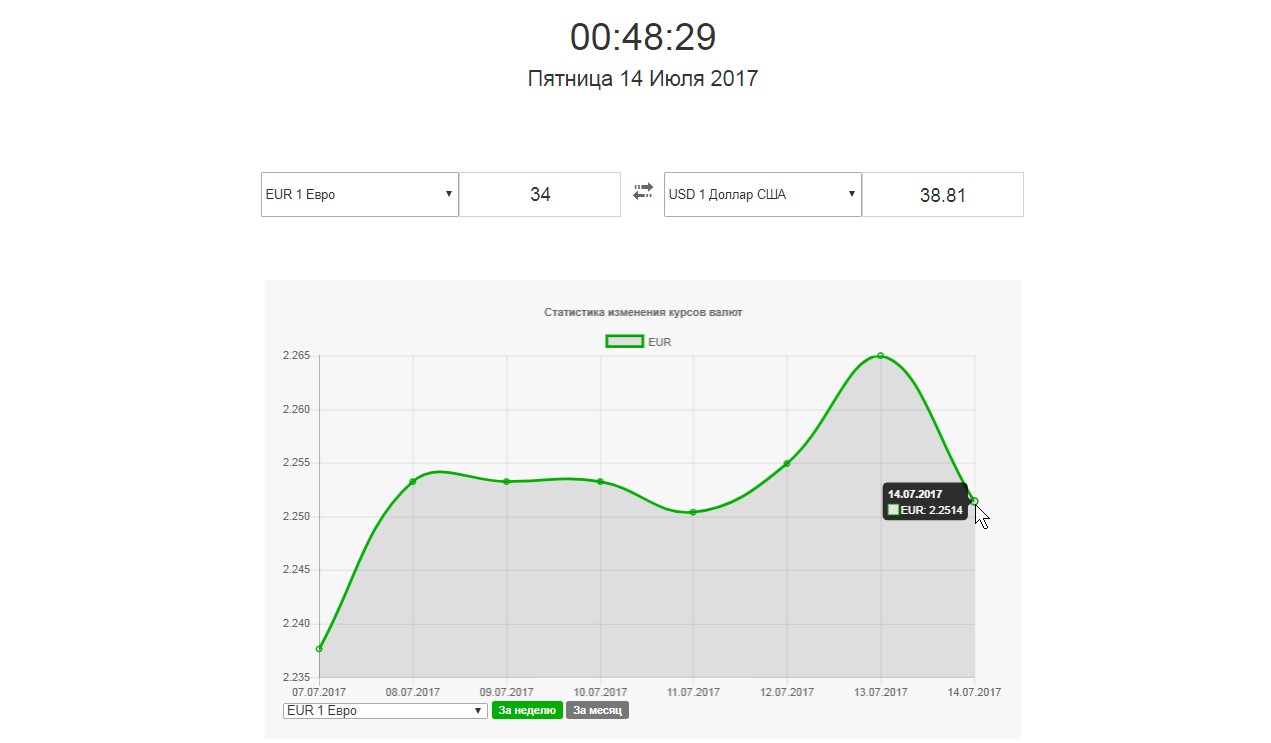 00:48:29
Пятница 14 Июля 2017
EUR 1 Евро 34 USD 1 Доллар США 38.81
Статистика изменения курсов валют
EUR
2.265
2.260
2.255
2.250
2.245
2.240
2.235
14.07.2017
EUR: 2.2514
07.07.2017 08.07.2017 09.07.2017 10.07.2017 11.07.2017 12.07.2017 13.07.2017 14.07.2017
EUR 1 Евро За неделю За месяц